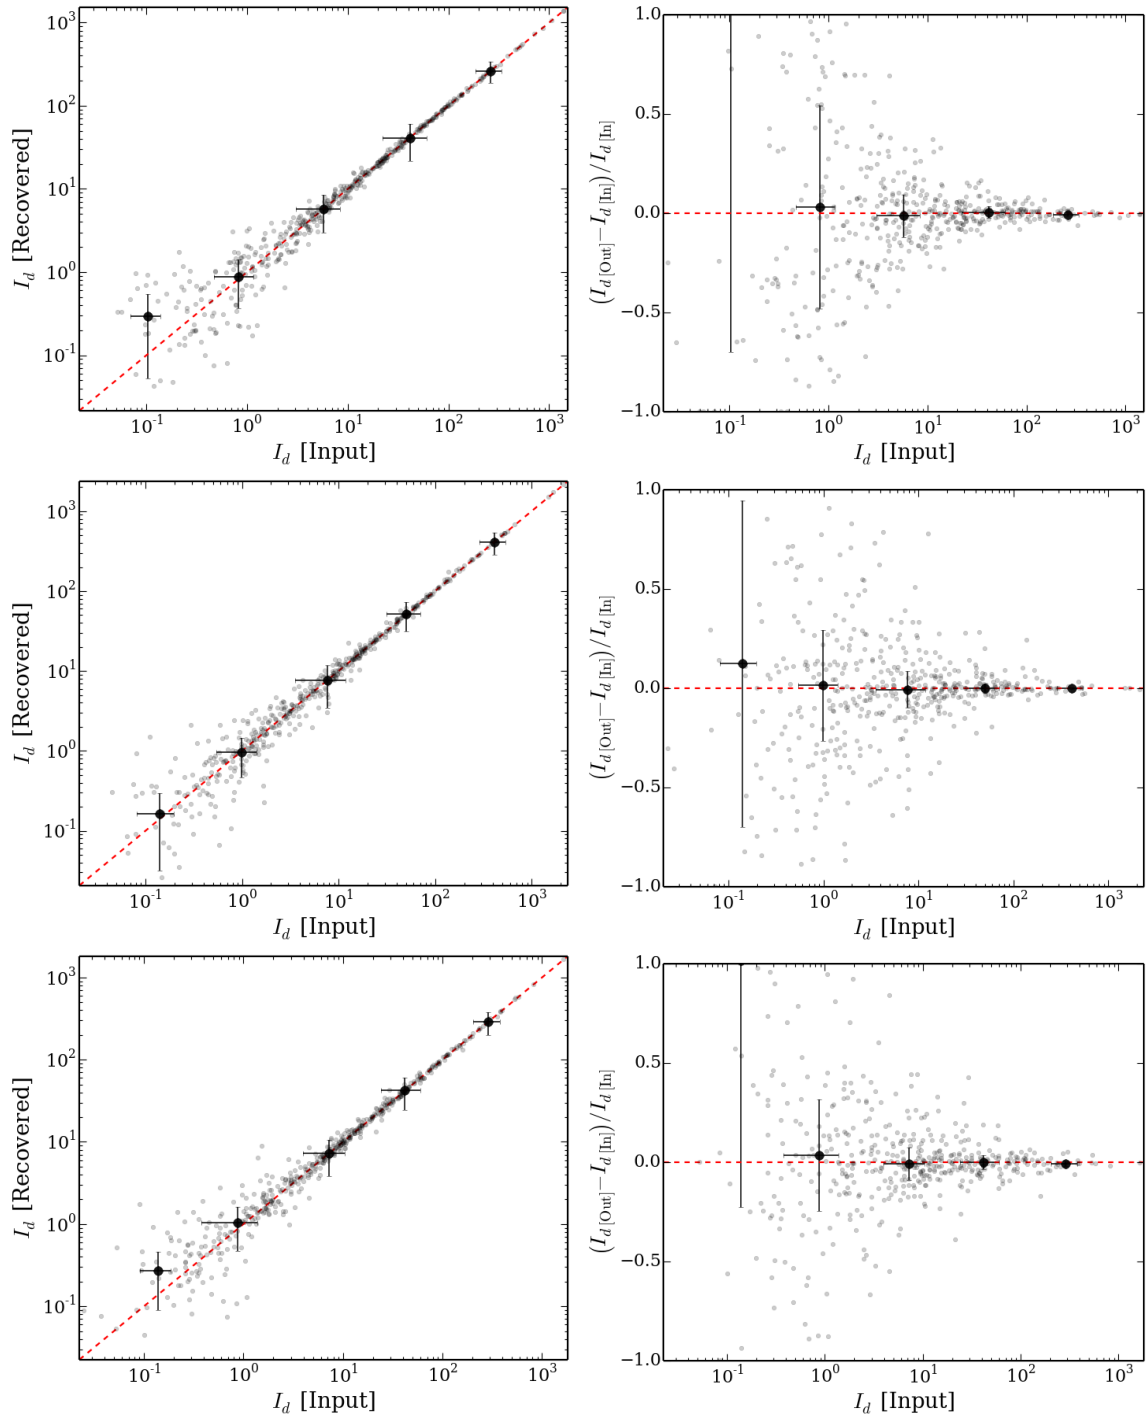 10³
10²
10¹
10⁰
10⁻¹
I_d [Recovered]
10⁻¹ 10⁰ 10¹ 10² 10³
I_d [Input]
1.0
0.5
0.0
−0.5
−1.0
(I_d [Out] − I_d [In])/I_d [In]
10⁻¹ 10⁰ 10¹ 10² 10³
I_d [Input]
10³
10²
10¹
10⁰
10⁻¹
I_d [Recovered]
10⁻¹ 10⁰ 10¹ 10² 10³
I_d [Input]
1.0
0.5
0.0
−0.5
−1.0
(I_d [Out] − I_d [In])/I_d [In]
10⁻¹ 10⁰ 10¹ 10² 10³
I_d [Input]
10³
10²
10¹
10⁰
10⁻¹
I_d [Recovered]
10⁻¹ 10⁰ 10¹ 10² 10³
I_d [Input]
1.0
0.5
0.0
−0.5
−1.0
(I_d [Out] − I_d [In])/I_d [In]
10⁻¹ 10⁰ 10¹ 10² 10³
I_d [Input]